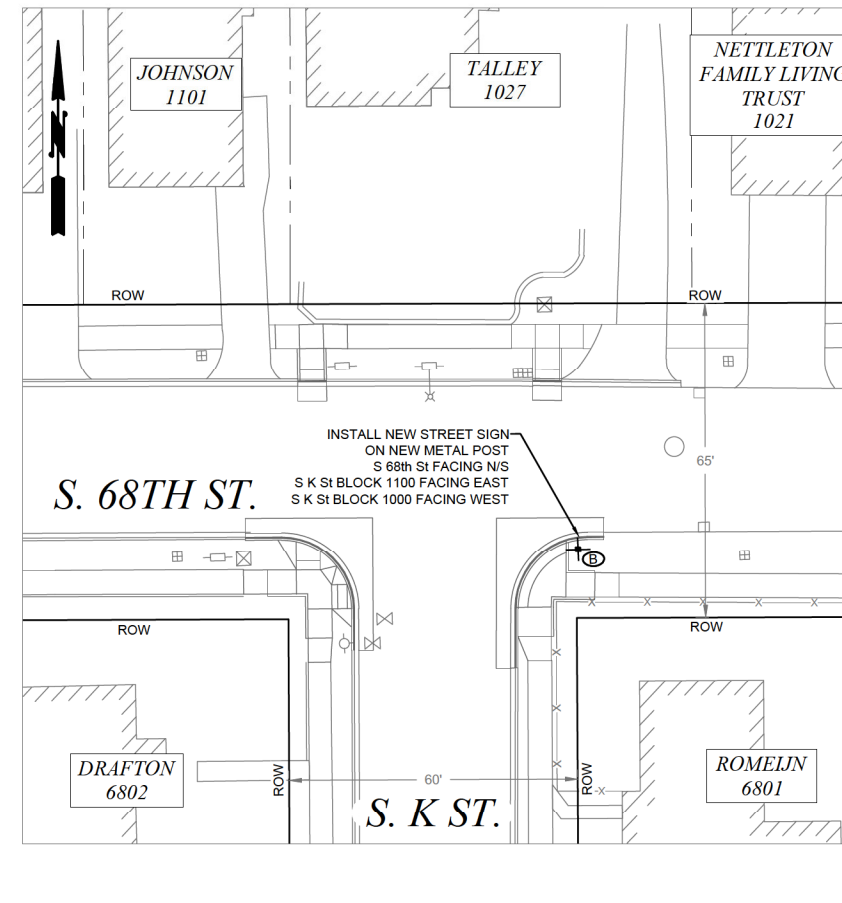 JOHNSON
1101
TALLEY
1027
NETTLETON
FAMILY LIVING
TRUST
1021
N
ROW
ROW
INSTALL NEW STREET SIGN
ON NEW METAL POST
S 68th St FACING N/S
S K St BLOCK 1100 FACING EAST
S K St BLOCK 1000 FACING WEST
65'
S. 68TH ST.
B
X X X X X
ROW
ROW
X
X
X
DRAFTON
6802
ROW
60'
ROW
X
ROMEIJN
6801
S. K ST.